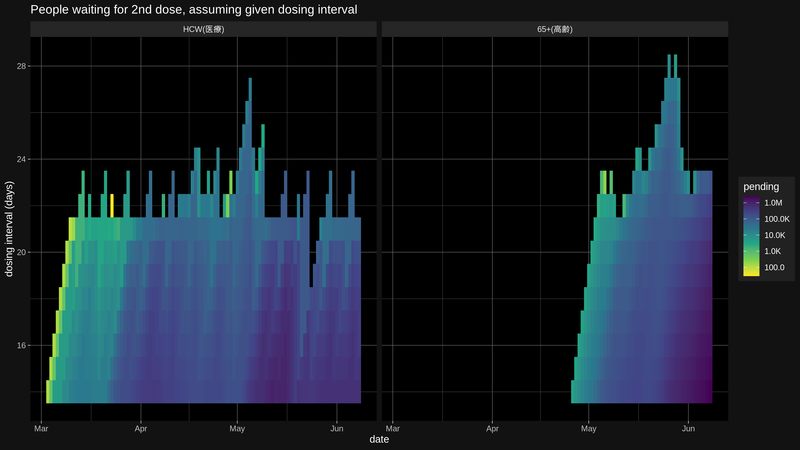 People waiting for 2nd dose, assuming given dosing interval
HCW(医療)
65+(高齢)
dosing interval (days)
28
24
20
16
Mar
Apr
May
Jun
Mar
Apr
May
Jun
date
pending
1.0M
100.0K
10.0K
1.0K
100.0